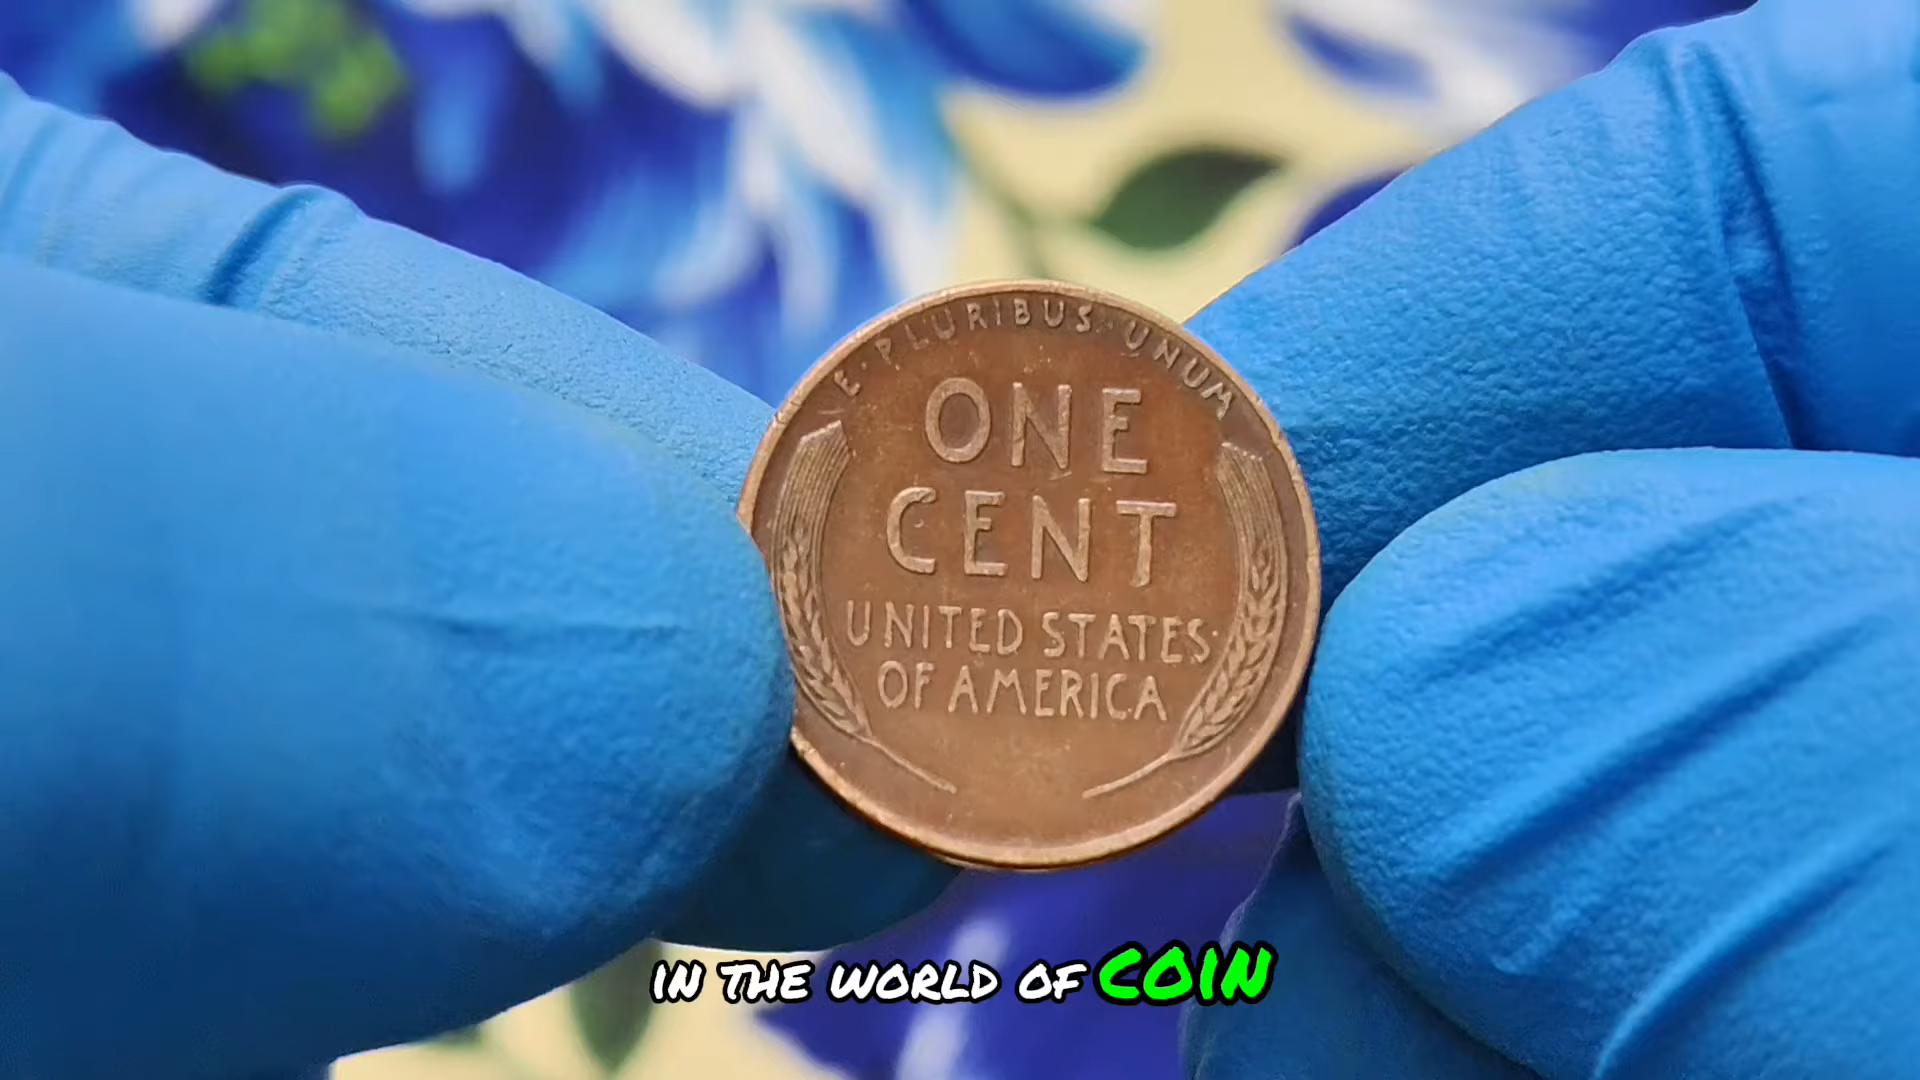 E · PLURIBUS · UNUM
ONE
CENT
UNITED STATES
OF AMERICA
IN THE WORLD OF COIN